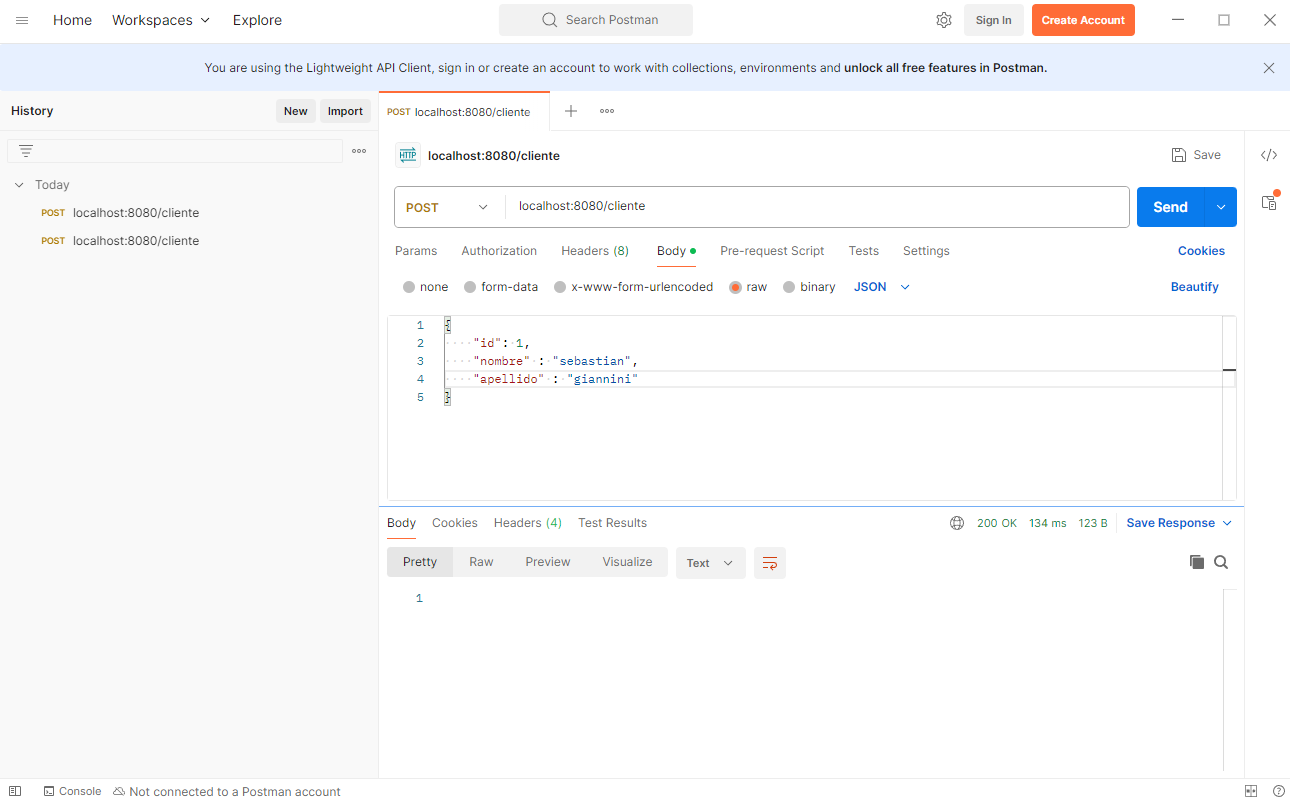 Home Workspaces Explore Search Postman Sign In Create Account
You are using the Lightweight API Client, sign in or create an account to work with collections, environments and unlock all free features in Postman.
History New Import
Today
POST localhost:8080/cliente
POST localhost:8080/cliente
POST localhost:8080/cliente
HTTP localhost:8080/cliente Save </>
POST localhost:8080/cliente Send
Params Authorization Headers (8) Body Pre-request Script Tests Settings Cookies
none form-data x-www-form-urlencoded raw binary JSON Beautify
1 {
2 "id": 1,
3 "nombre" : "sebastian",
4 "apellido" : "giannini"
5 }
Body Cookies Headers (4) Test Results 200 OK 134 ms 123 B Save Response
Pretty Raw Preview Visualize Text
1
Console Not connected to a Postman account